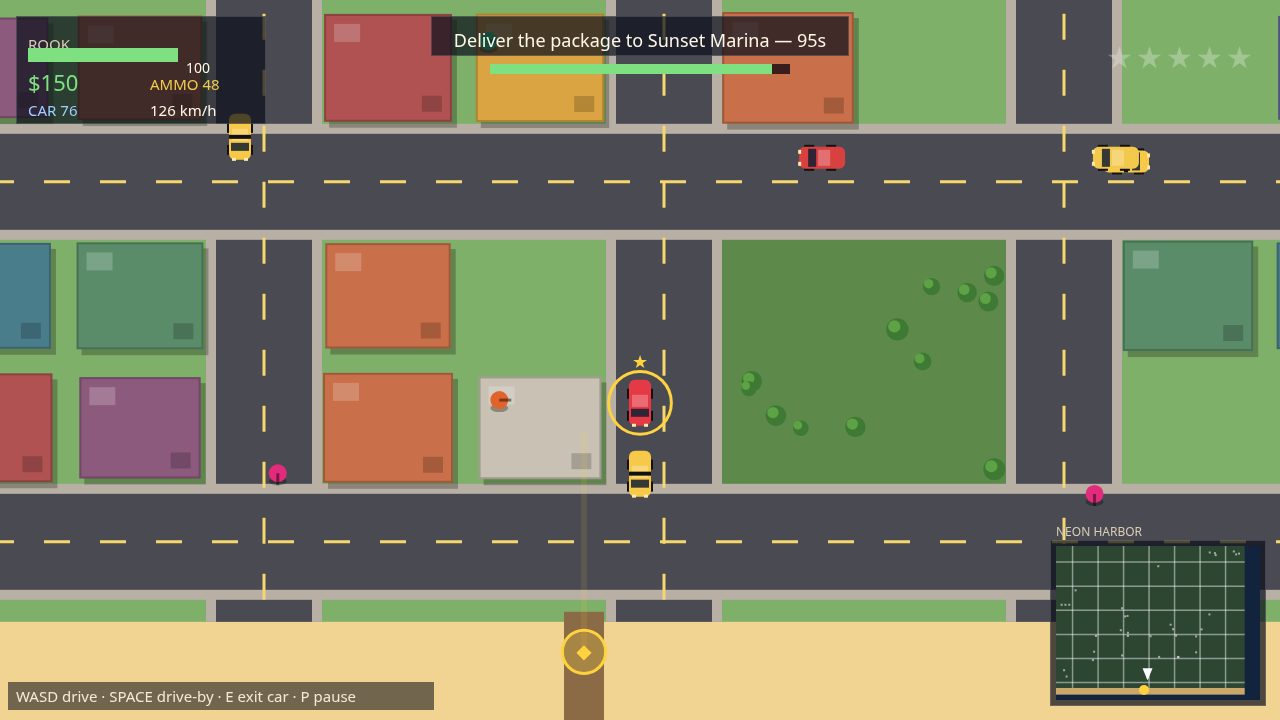 ROOK
100
$150
AMMO 48
CAR 76
126 km/h
Deliver the package to Sunset Marina — 95s
NEON HARBOR
WASD drive · SPACE drive-by · E exit car · P pause